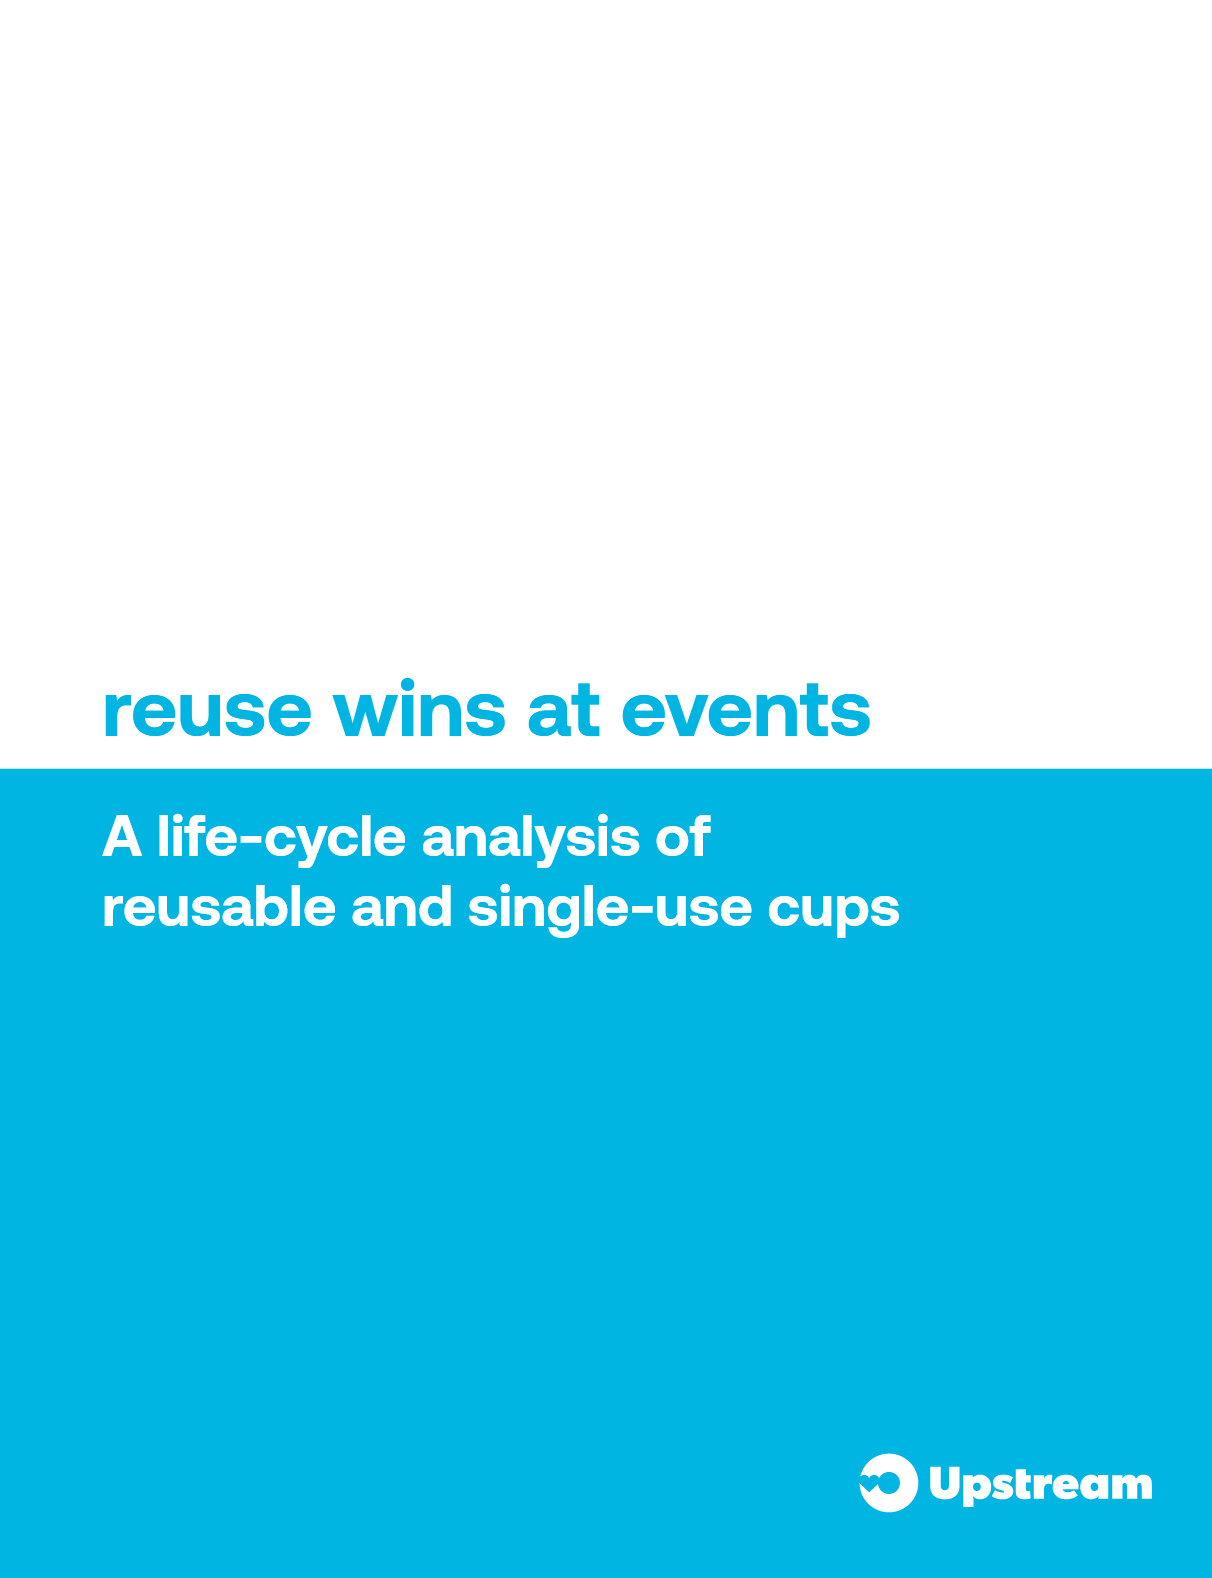 reuse wins at events
A life-cycle analysis of
reusable and single-use cups
Upstream